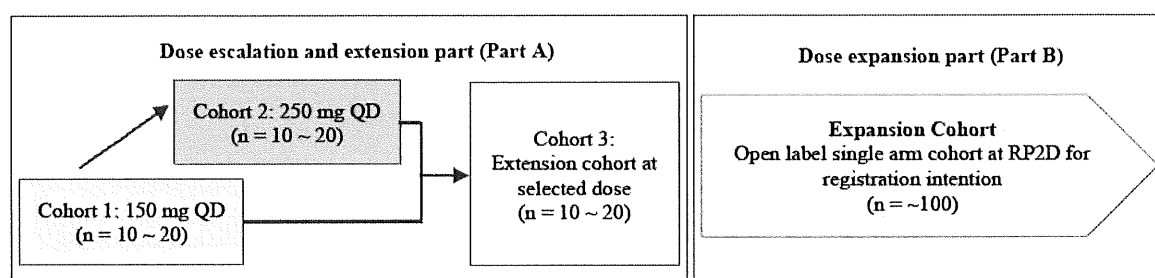 Dose escalation and extension part (Part A)
Cohort 2: 250 mg QD
(n = 10 ~ 20)
Cohort 1: 150 mg QD
(n = 10 ~ 20)
Cohort 3:
Extension cohort at
selected dose
(n = 10 ~ 20)
Dose expansion part (Part B)
Expansion Cohort
Open label single arm cohort at RP2D for
registration intention
(n = ~100)